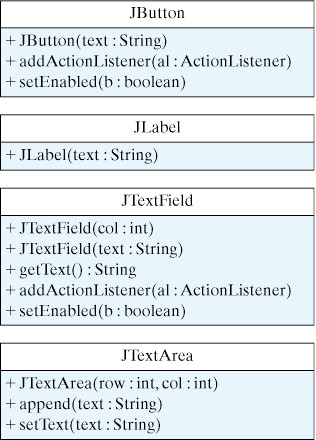 JButton
+ JButton(text : String)
+ addActionListener(al : ActionListener)
+ setEnabled(b : boolean)
JLabel
+ JLabel(text : String)
JTextField
+ JTextField(col : int)
+ JTextField(text : String)
+ getText() : String
+ addActionListener(al : ActionListener)
+ setEnabled(b : boolean)
JTextArea
+ JTextArea(row : int, col : int)
+ append(text : String)
+ setText(text : String)